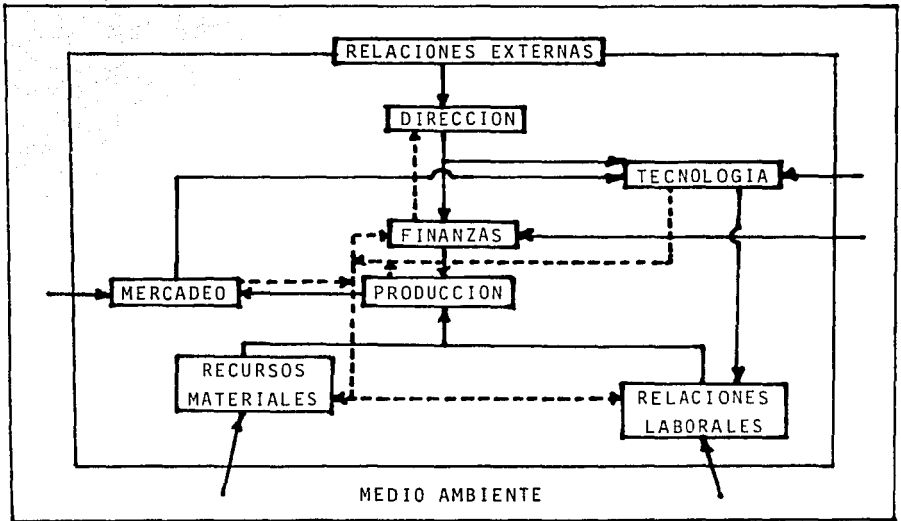 RELACIONES EXTERNAS
DIRECCION
TECNOLOGIA
FINANZAS
MERCADEO
PRODUCCION
RECURSOS
MATERIALES
RELACIONES
LABORALES
MEDIO AMBIENTE